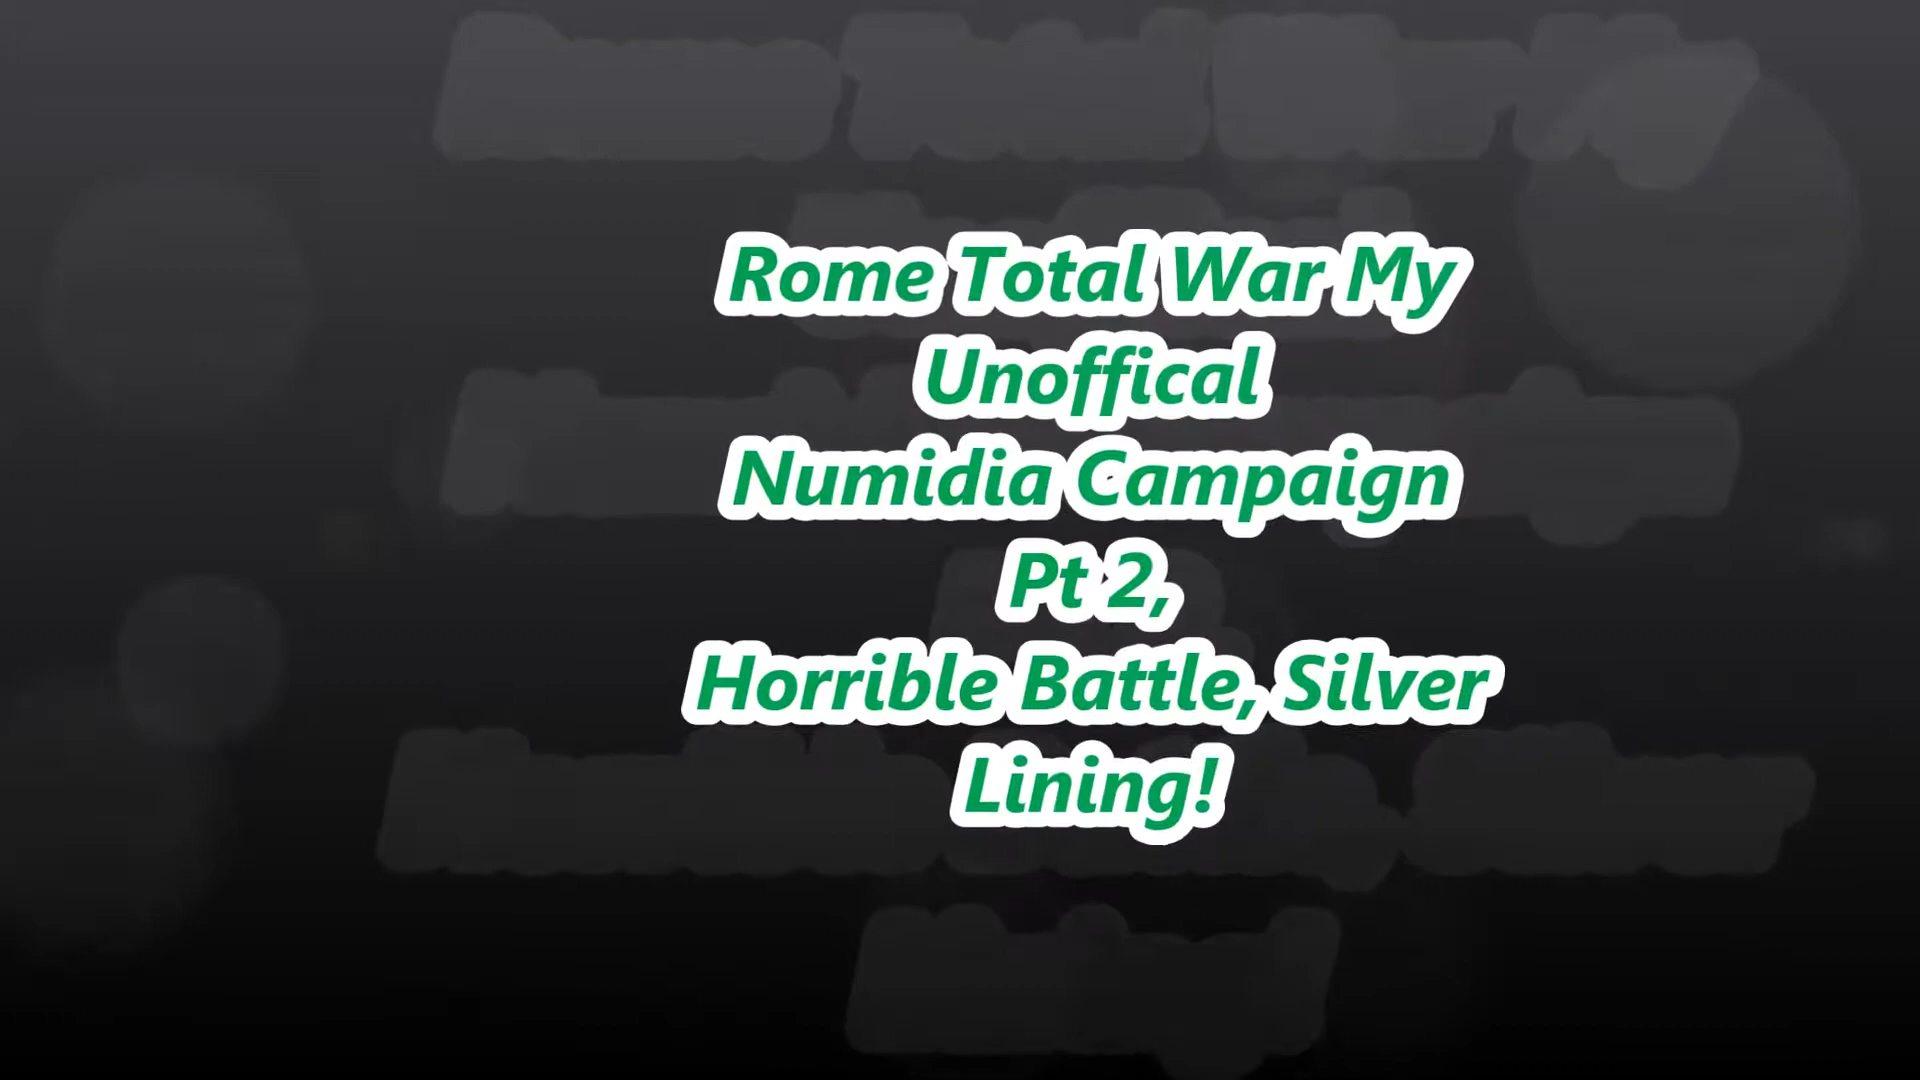 Rome Total War My
Unoffical
Numidia Campaign
Pt 2,
Horrible Battle, Silver
Lining!